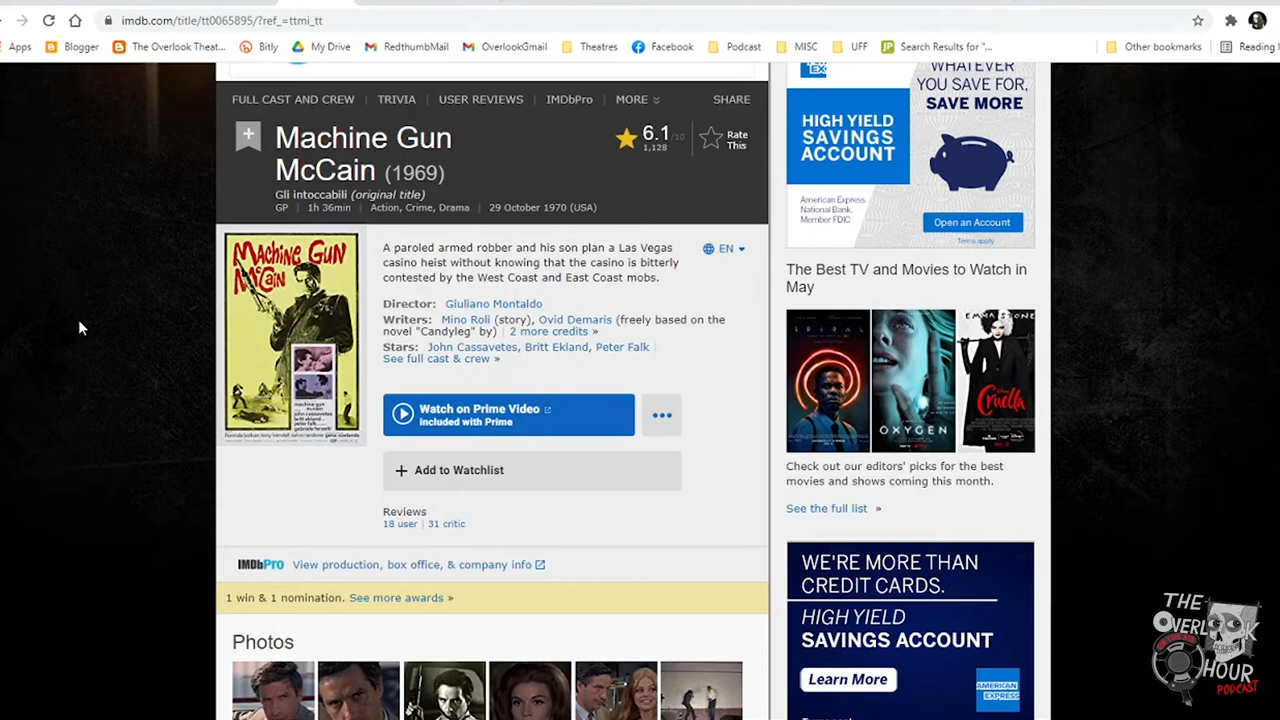 imdb.com/title/tt0065895/?ref_=ttmi_tt
Apps Blogger The Overlook Theat... Bitly My Drive RedthumbMail OverlookGmail Theatres Facebook Podcast MISC UFF Search Results for "... Other bookmarks Reading
FULL CAST AND CREW TRIVIA USER REVIEWS IMDbPro MORE SHARE
Machine Gun
McCain (1969)
6.1/10
1,128
Rate
This
Gli intoccabili (original title)
GP 1h 36min Action, Crime, Drama 29 October 1970 (USA)
MACHINE GUN
McCAIN
A paroled armed robber and his son plan a Las Vegas
casino heist without knowing that the casino is bitterly
contested by the West Coast and East Coast mobs.
EN
Director: Giuliano Montaldo
Writers: Mino Roli (story), Ovid Demaris (freely based on the
novel "Candyleg" by) | 2 more credits »
Stars: John Cassavetes, Britt Ekland, Peter Falk
See full cast & crew »
Watch on Prime Video
included with Prime
+ Add to Watchlist
Reviews
18 user | 31 critic
IMDbPro View production, box office, & company info
1 win & 1 nomination. See more awards »
Photos
WHATEVER
YOU SAVE FOR,
SAVE MORE
HIGH YIELD
SAVINGS
ACCOUNT
American Express
National Bank,
Member FDIC
Open an Account
Terms apply
The Best TV and Movies to Watch in
May
SPIRAL
OXYGEN
EMMA STONE
Cruella
Check out our editors' picks for the best
movies and shows coming this month.
See the full list »
WE'RE MORE THAN
CREDIT CARDS.
HIGH YIELD
SAVINGS ACCOUNT
Learn More
AMERICAN
EXPRESS
THE
OVERLOOK
HOUR
PODCAST